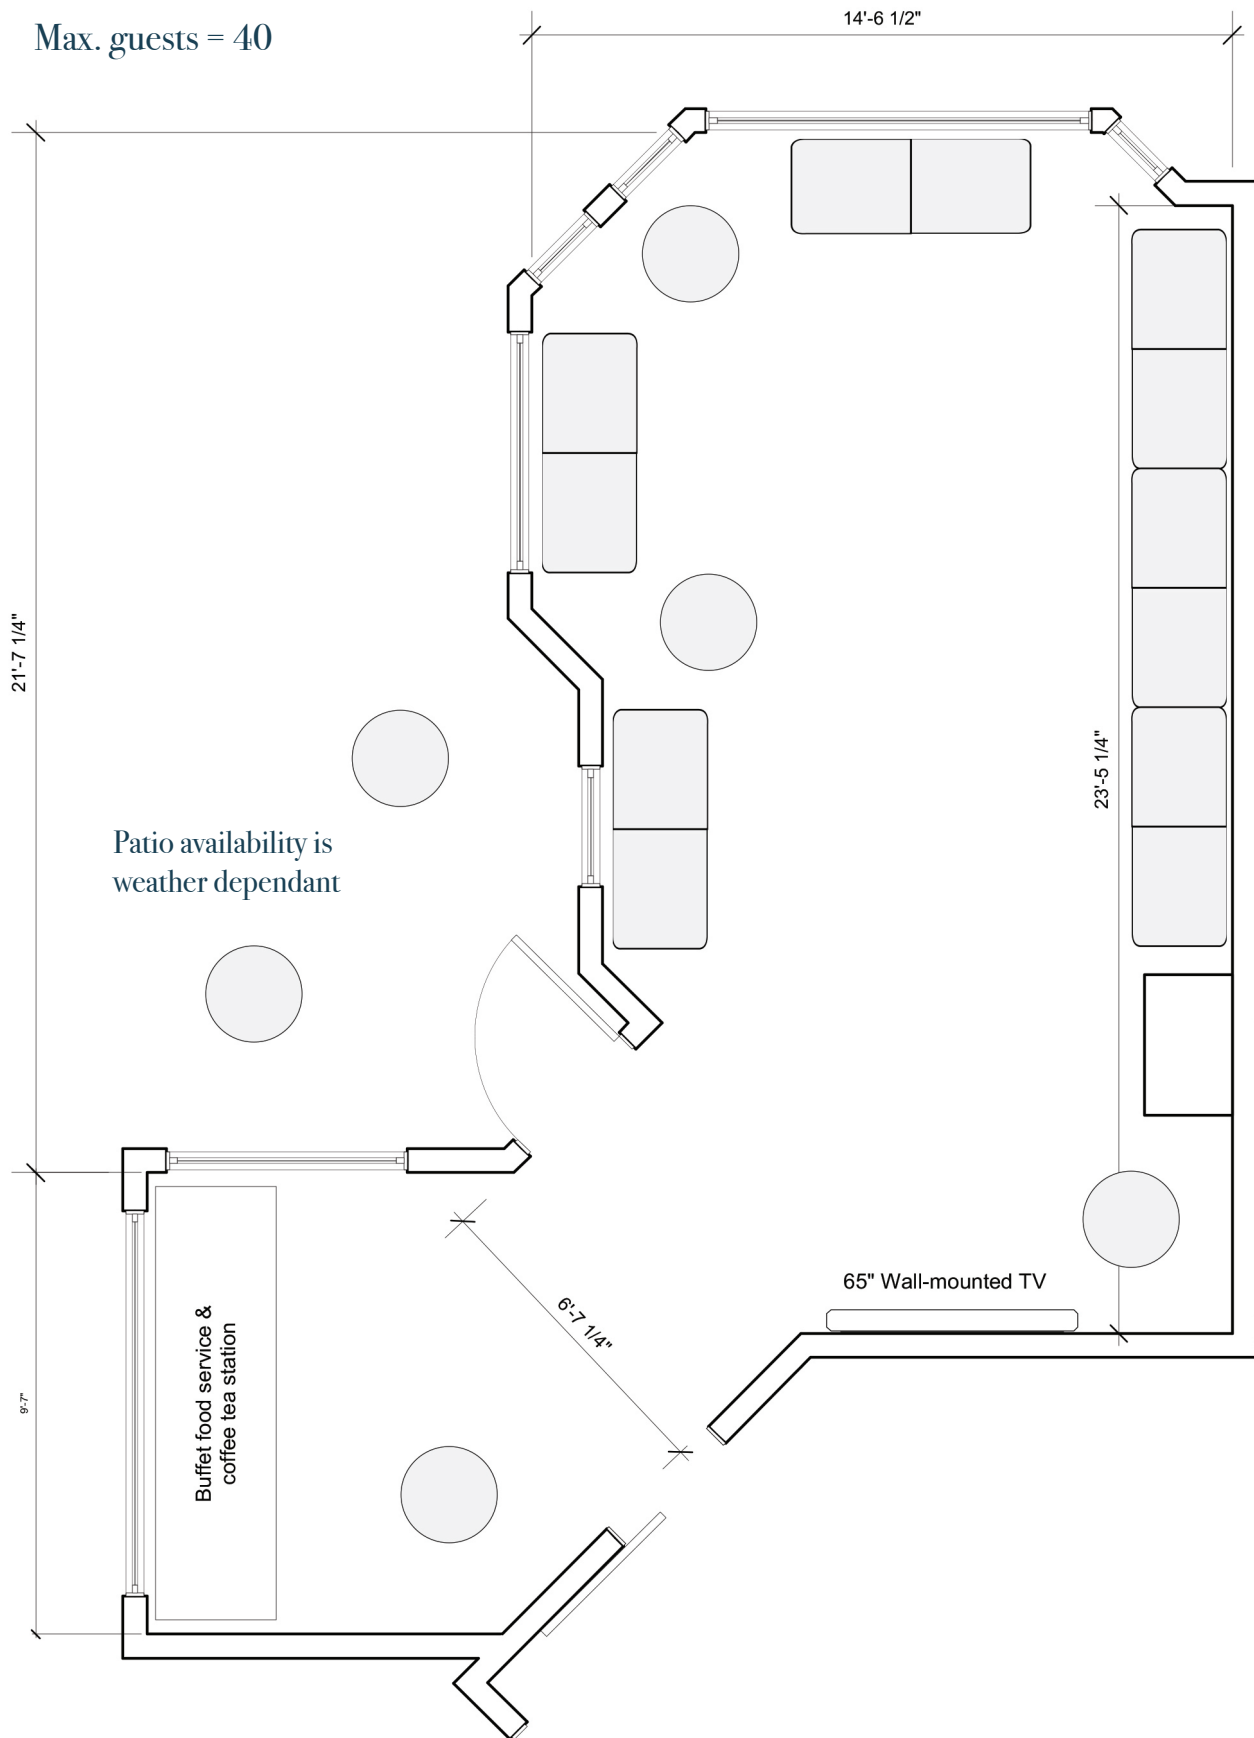 14'-6 1/2"
Max. guests = 40
21'-7 1/4"
23'-5 1/4"
Patio availability is
weather dependant
65" Wall-mounted TV
6'-7 1/4"
Buffet food service &
coffee tea station
9'-7"